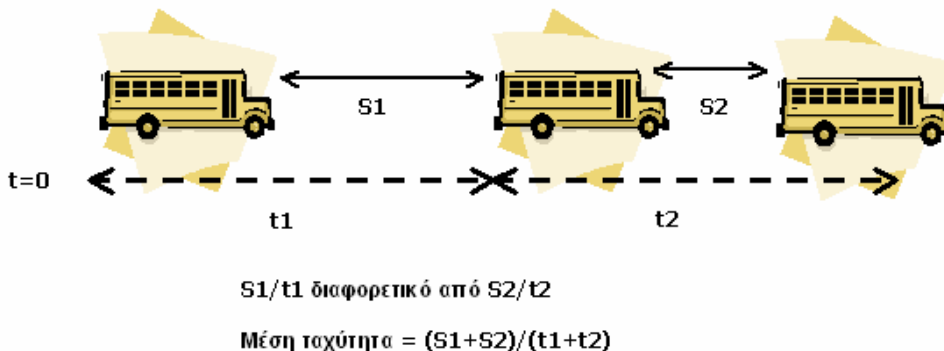 S1
S2
t=0
t1
t2
S1/t1 διαφορετικό από S2/t2
Μέση ταχύτητα = (S1+S2)/(t1+t2)